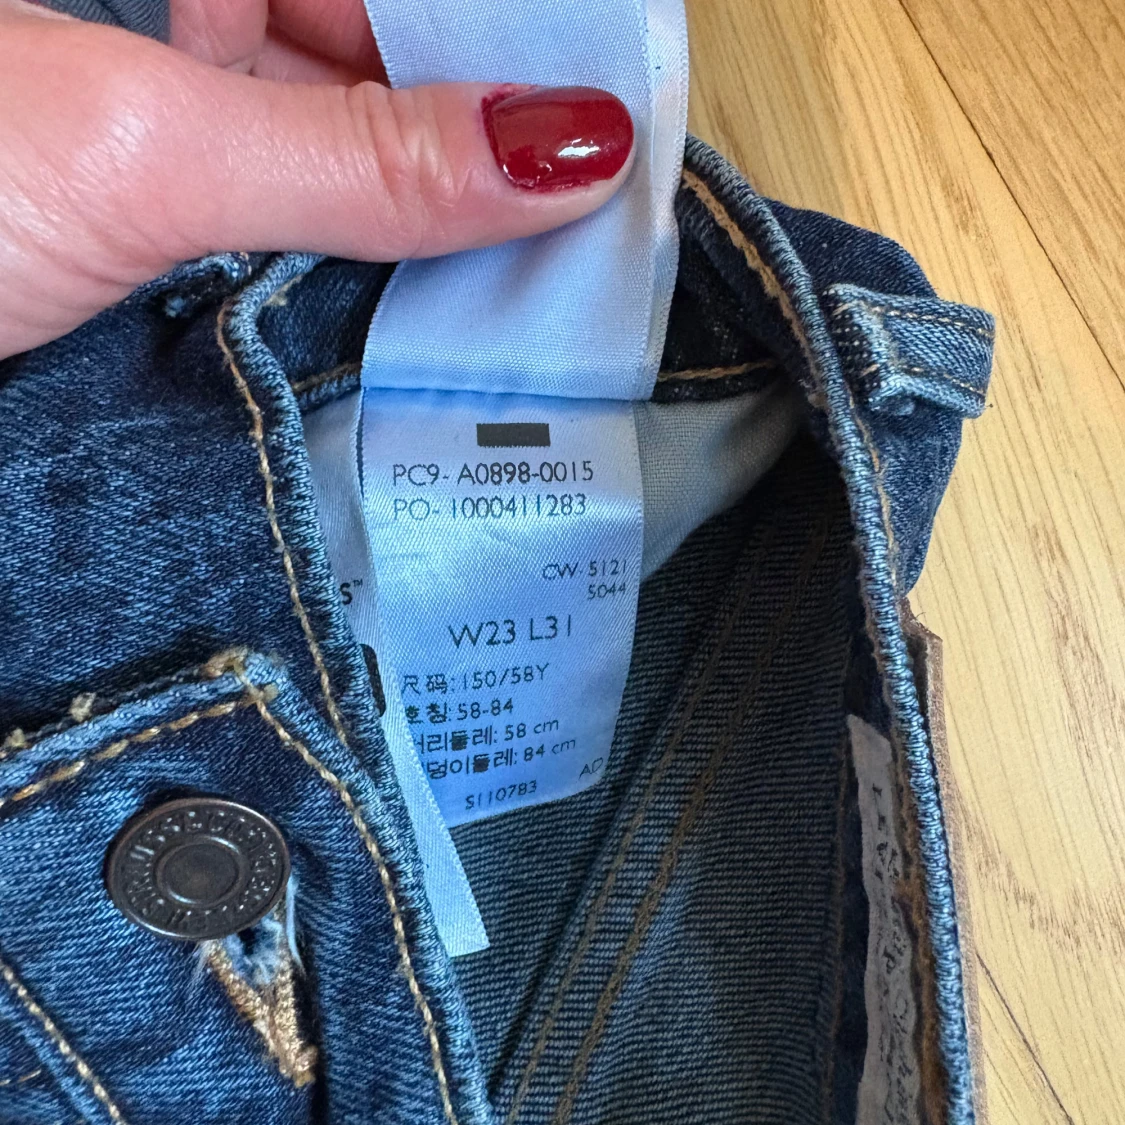 PC9- A0898-0015
PO- 1000411283
CW- 5121
5044
W23 L31
S™
尺码: 150/58Y
호칭: 58-84
허리둘레: 58 cm
엉덩이둘레: 84 cm
S110783